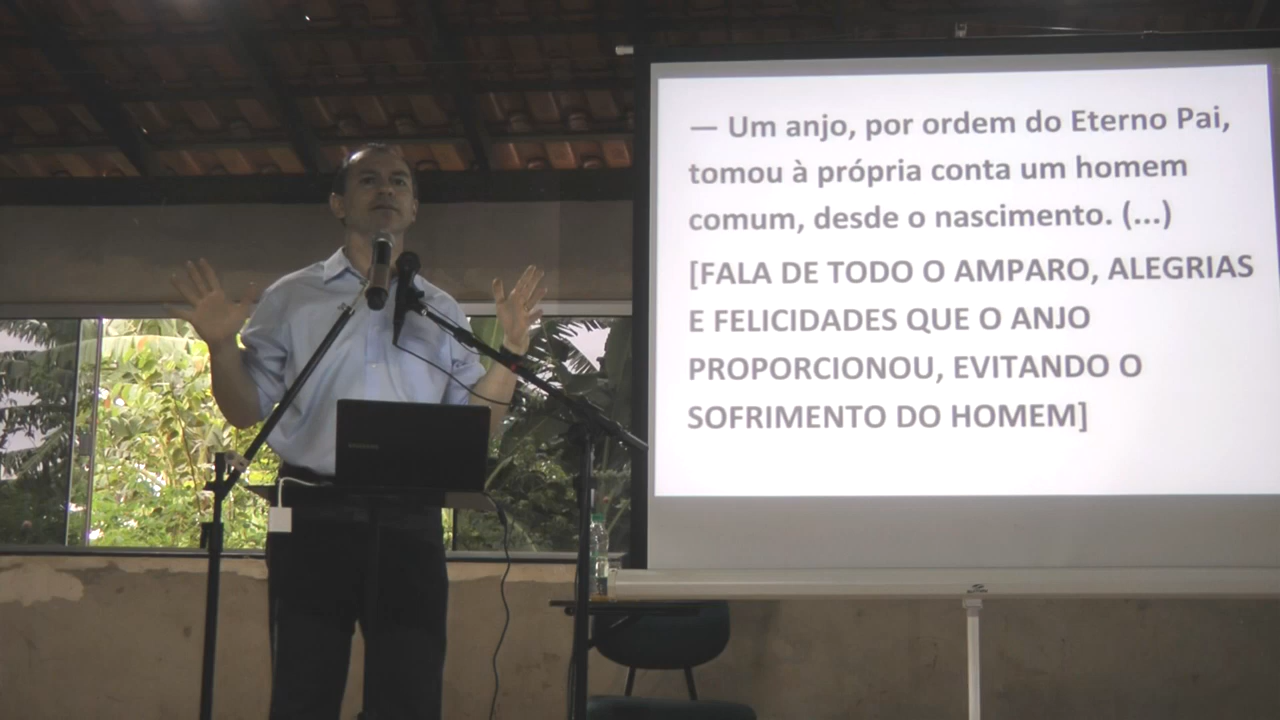 — Um anjo, por ordem do Eterno Pai,
tomou à própria conta um homem
comum, desde o nascimento. (...)
[FALA DE TODO O AMPARO, ALEGRIAS
E FELICIDADES QUE O ANJO
PROPORCIONOU, EVITANDO O
SOFRIMENTO DO HOMEM]